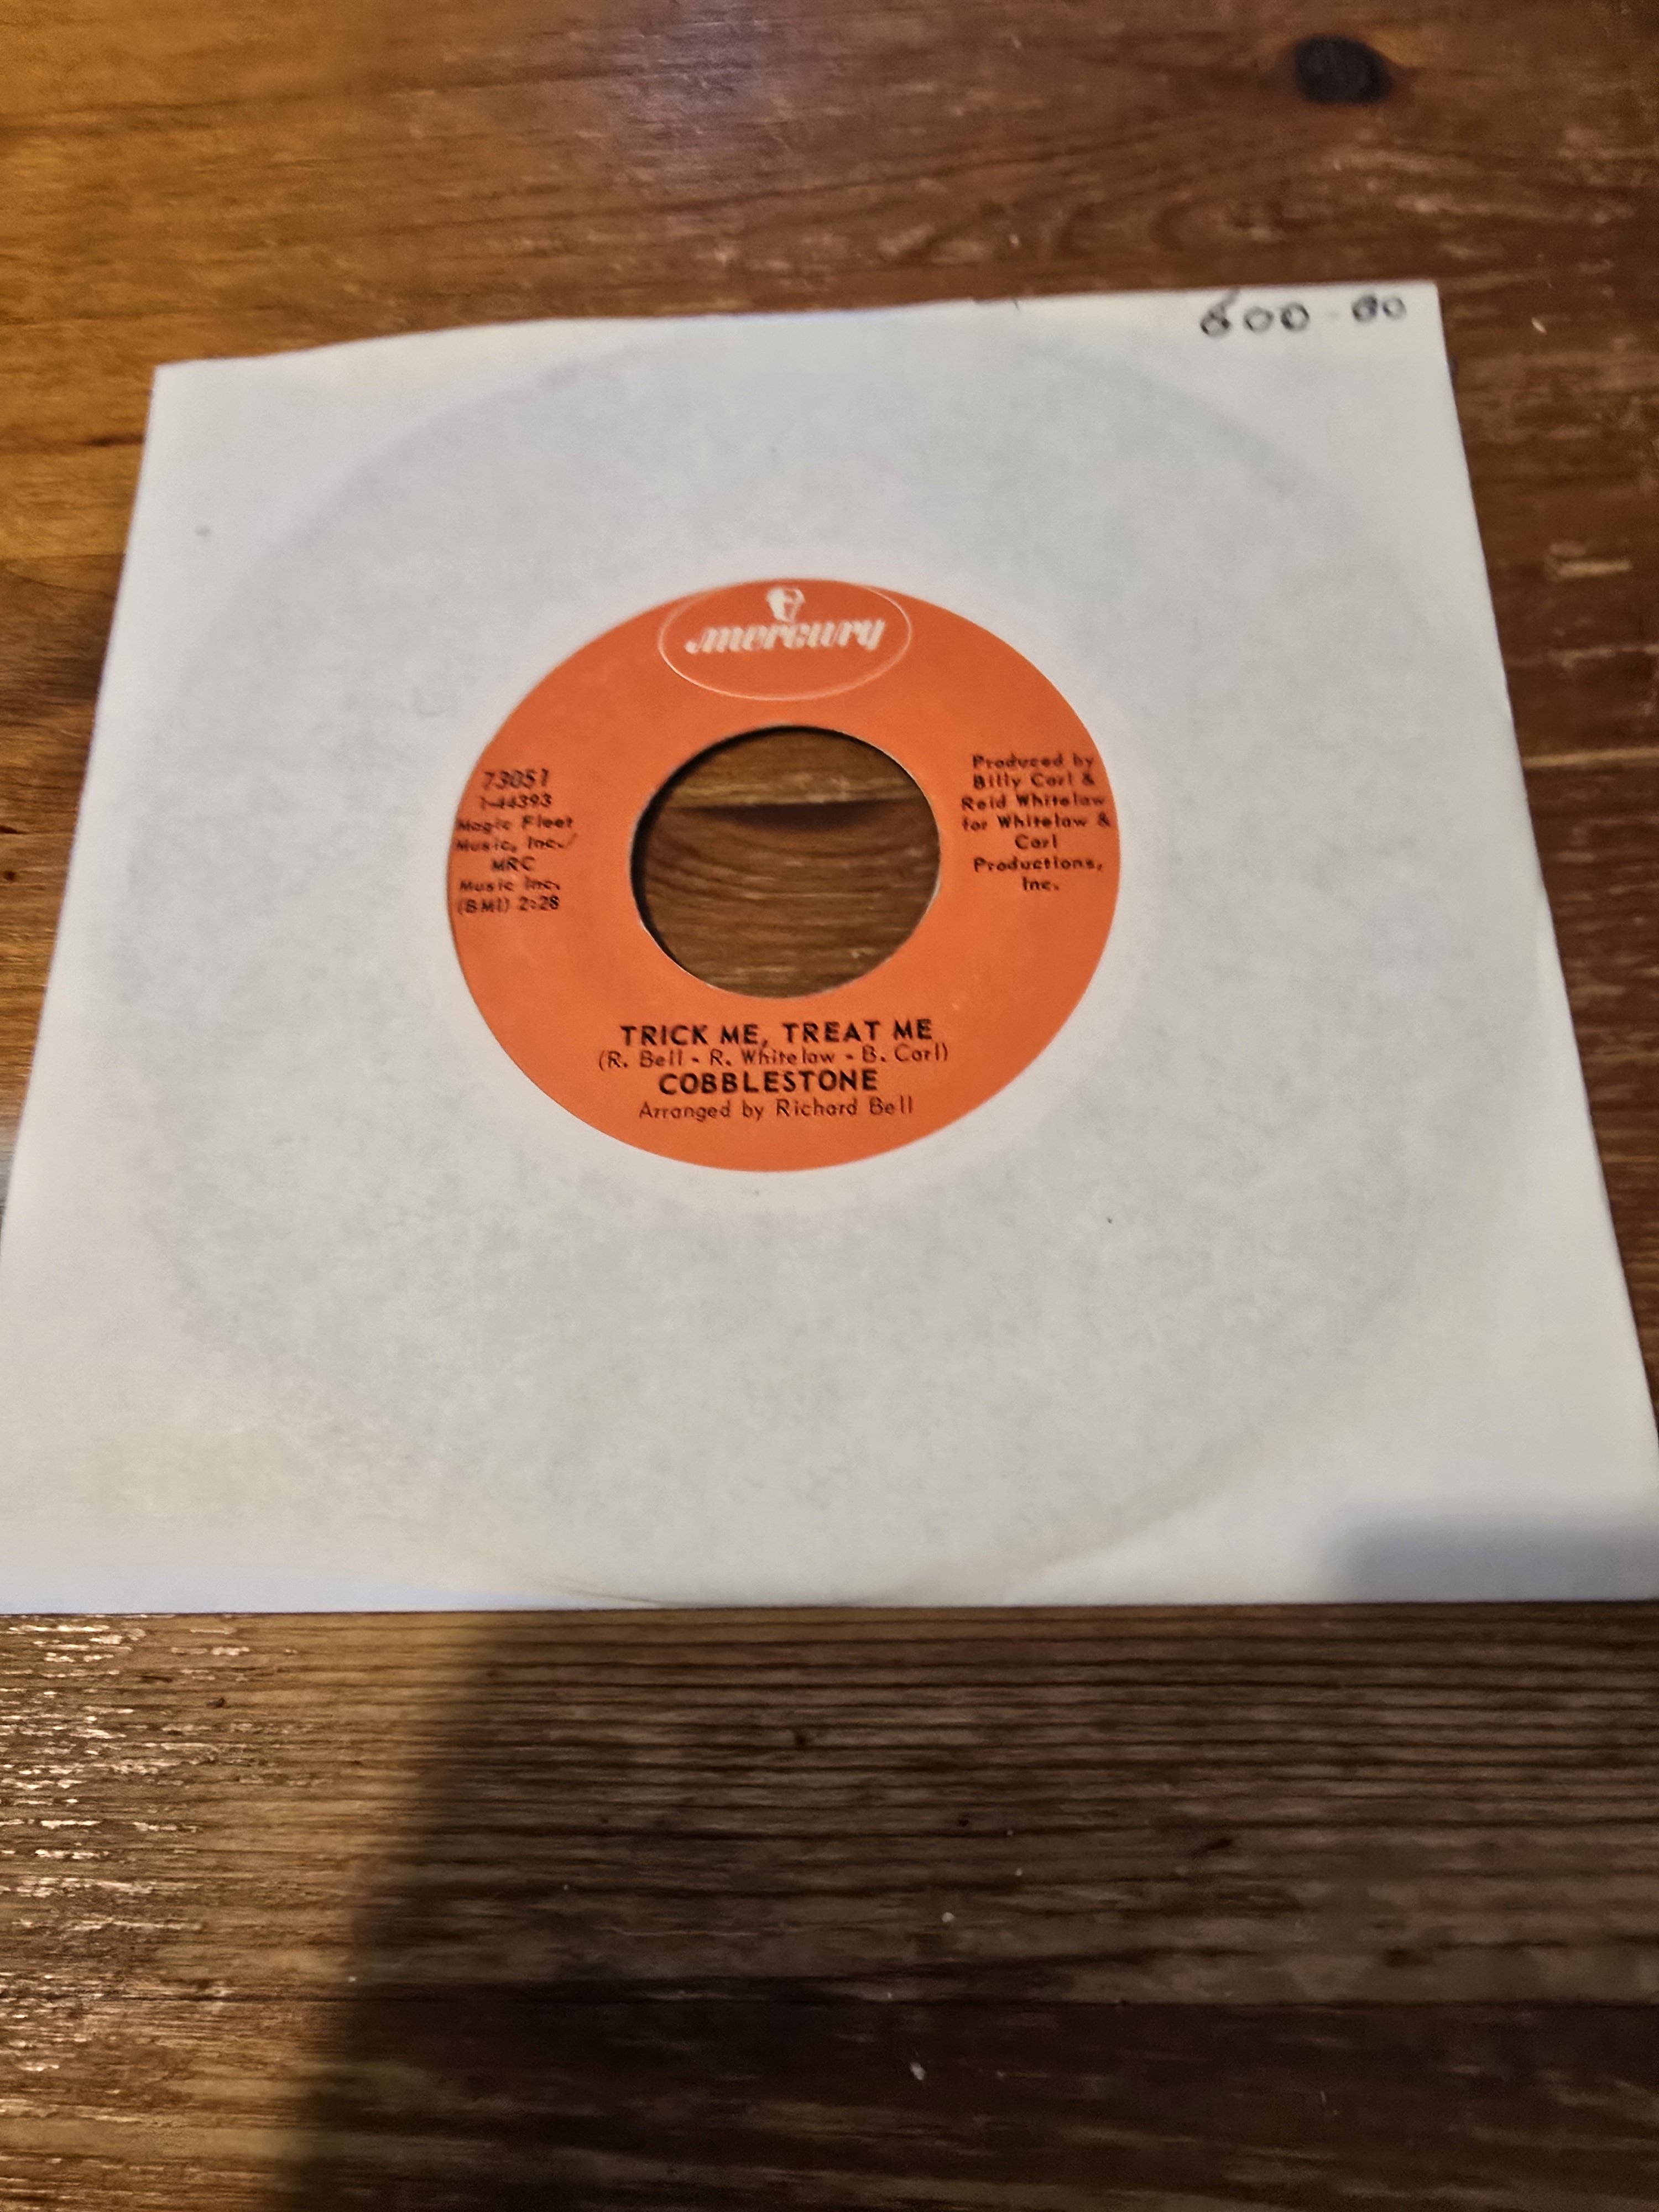 600-80
mercury
73051
1-44393
Magic Fleet
Music, Inc./
MRC
Music Inc.
(BMI) 2:28
Produced by
Billy Carl &
Reid Whitelaw
for Whitelaw &
Carl
Productions,
Inc.
TRICK ME, TREAT ME
(R. Bell - R. Whitelaw - B. Carl)
COBBLESTONE
Arranged by Richard Bell